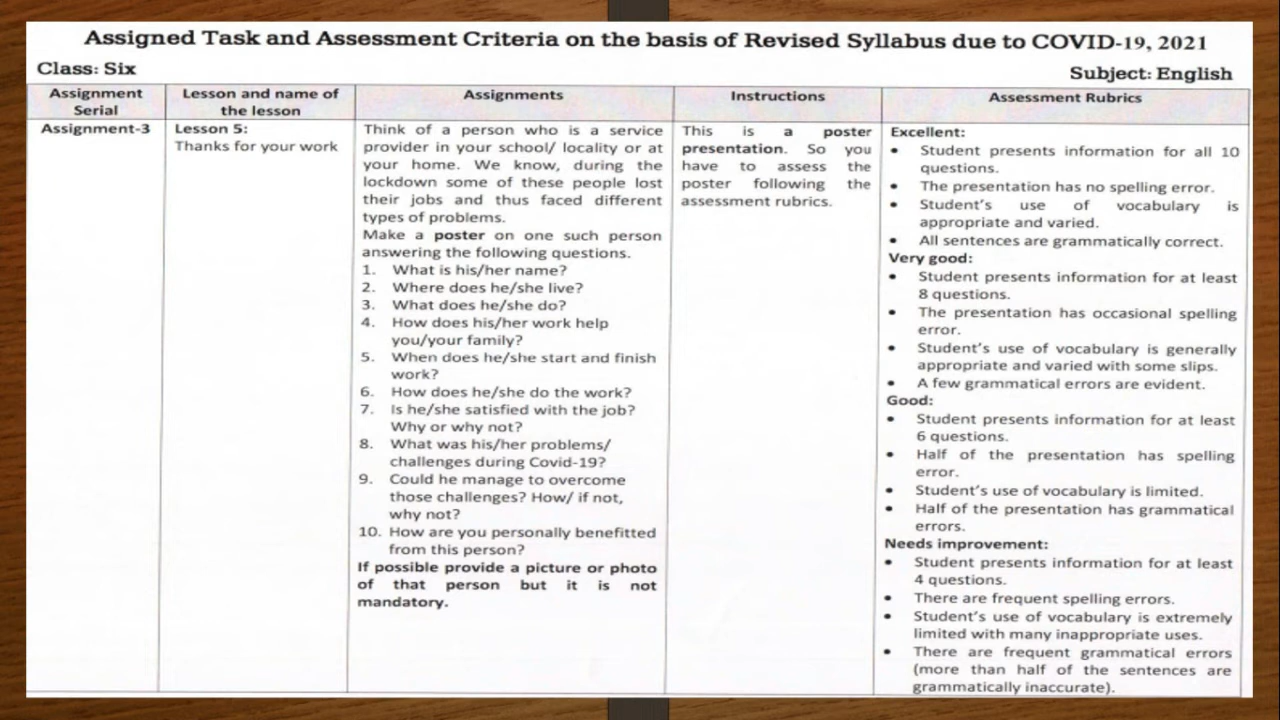 Assigned Task and Assessment Criteria on the basis of Revised Syllabus due to COVID-19, 2021
Class: Six
Subject: English
Assignment
Serial
Lesson and name of
the lesson
Assignments
Instructions
Assessment Rubrics
Assignment-3
Lesson 5:
Thanks for your work
Think of a person who is a service
provider in your school/ locality or at
your home. We know, during the
lockdown some of these people lost
their jobs and thus faced different
types of problems.
Make a poster on one such person
answering the following questions.
1. What is his/her name?
2. Where does he/she live?
3. What does he/she do?
4. How does his/her work help
you/your family?
5. When does he/she start and finish
work?
6. How does he/she do the work?
7. Is he/she satisfied with the job?
Why or why not?
8. What was his/her problems/
challenges during Covid-19?
9. Could he manage to overcome
those challenges? How/ if not,
why not?
10. How are you personally benefitted
from this person?
If possible provide a picture or photo
of that person but it is not
mandatory.
This is a poster
presentation. So you
have to assess the
poster following the
assessment rubrics.
Excellent:
• Student presents information for all 10
questions.
• The presentation has no spelling error.
• Student's use of vocabulary is
appropriate and varied.
• All sentences are grammatically correct.
Very good:
• Student presents information for at least
8 questions.
• The presentation has occasional spelling
error.
• Student's use of vocabulary is generally
appropriate and varied with some slips.
• A few grammatical errors are evident.
Good:
• Student presents information for at least
6 questions.
• Half of the presentation has spelling
error.
• Student's use of vocabulary is limited.
• Half of the presentation has grammatical
errors.
Needs improvement:
• Student presents information for at least
4 questions.
• There are frequent spelling errors.
• Student's use of vocabulary is extremely
limited with many inappropriate uses.
• There are frequent grammatical errors
(more than half of the sentences are
grammatically inaccurate).